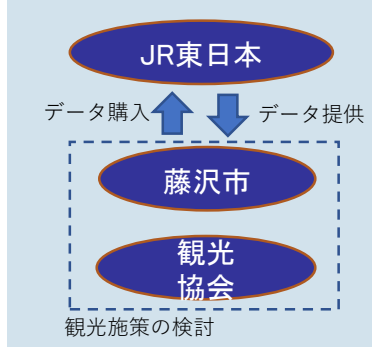 JR東日本
データ購入
データ提供
藤沢市
観光
協会
観光施策の検討